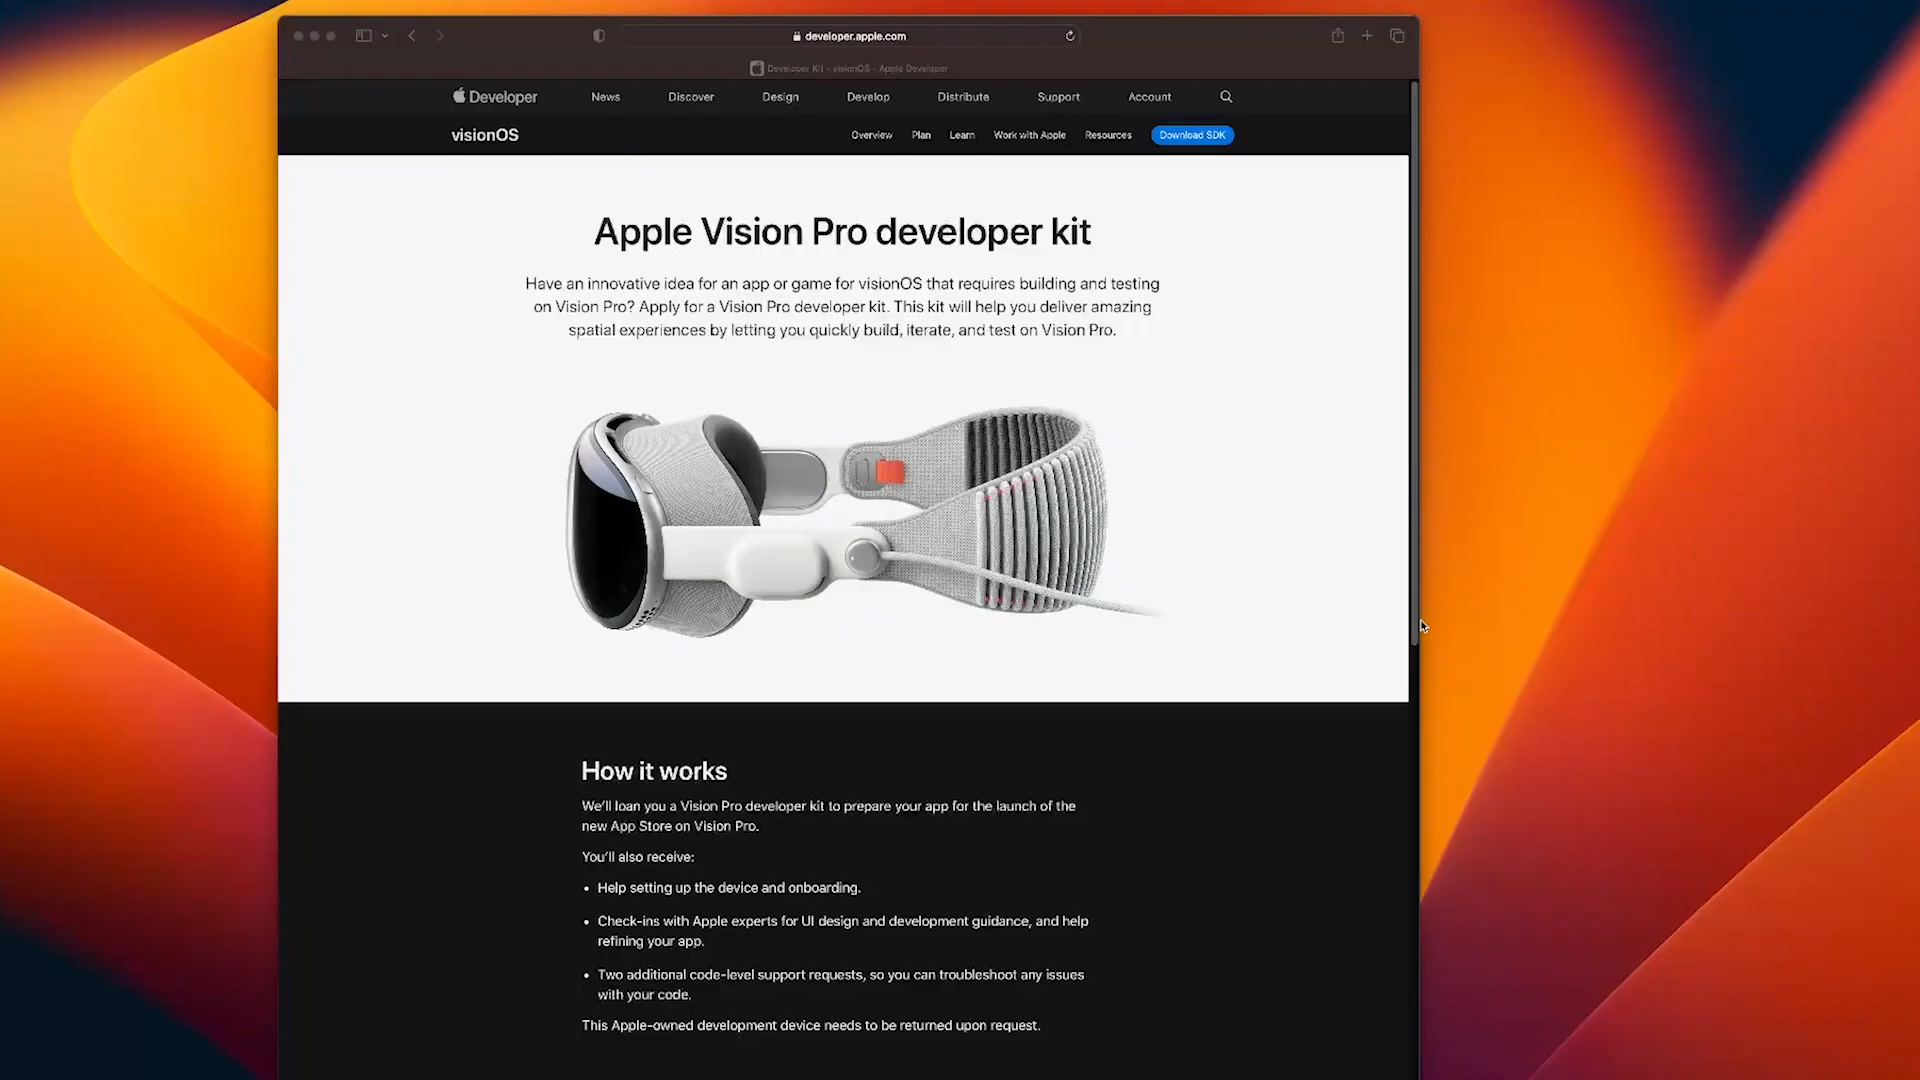 developer.apple.com
Developer Kit - visionOS - Apple Developer
Developer News Discover Design Develop Distribute Support Account
visionOS Overview Plan Learn Work with Apple Resources Download SDK
Apple Vision Pro developer kit
Have an innovative idea for an app or game for visionOS that requires building and testing
on Vision Pro? Apply for a Vision Pro developer kit. This kit will help you deliver amazing
spatial experiences by letting you quickly build, iterate, and test on Vision Pro.
How it works
We'll loan you a Vision Pro developer kit to prepare your app for the launch of the
new App Store on Vision Pro.
You'll also receive:
• Help setting up the device and onboarding.
• Check-ins with Apple experts for UI design and development guidance, and help
refining your app.
• Two additional code-level support requests, so you can troubleshoot any issues
with your code.
This Apple-owned development device needs to be returned upon request.